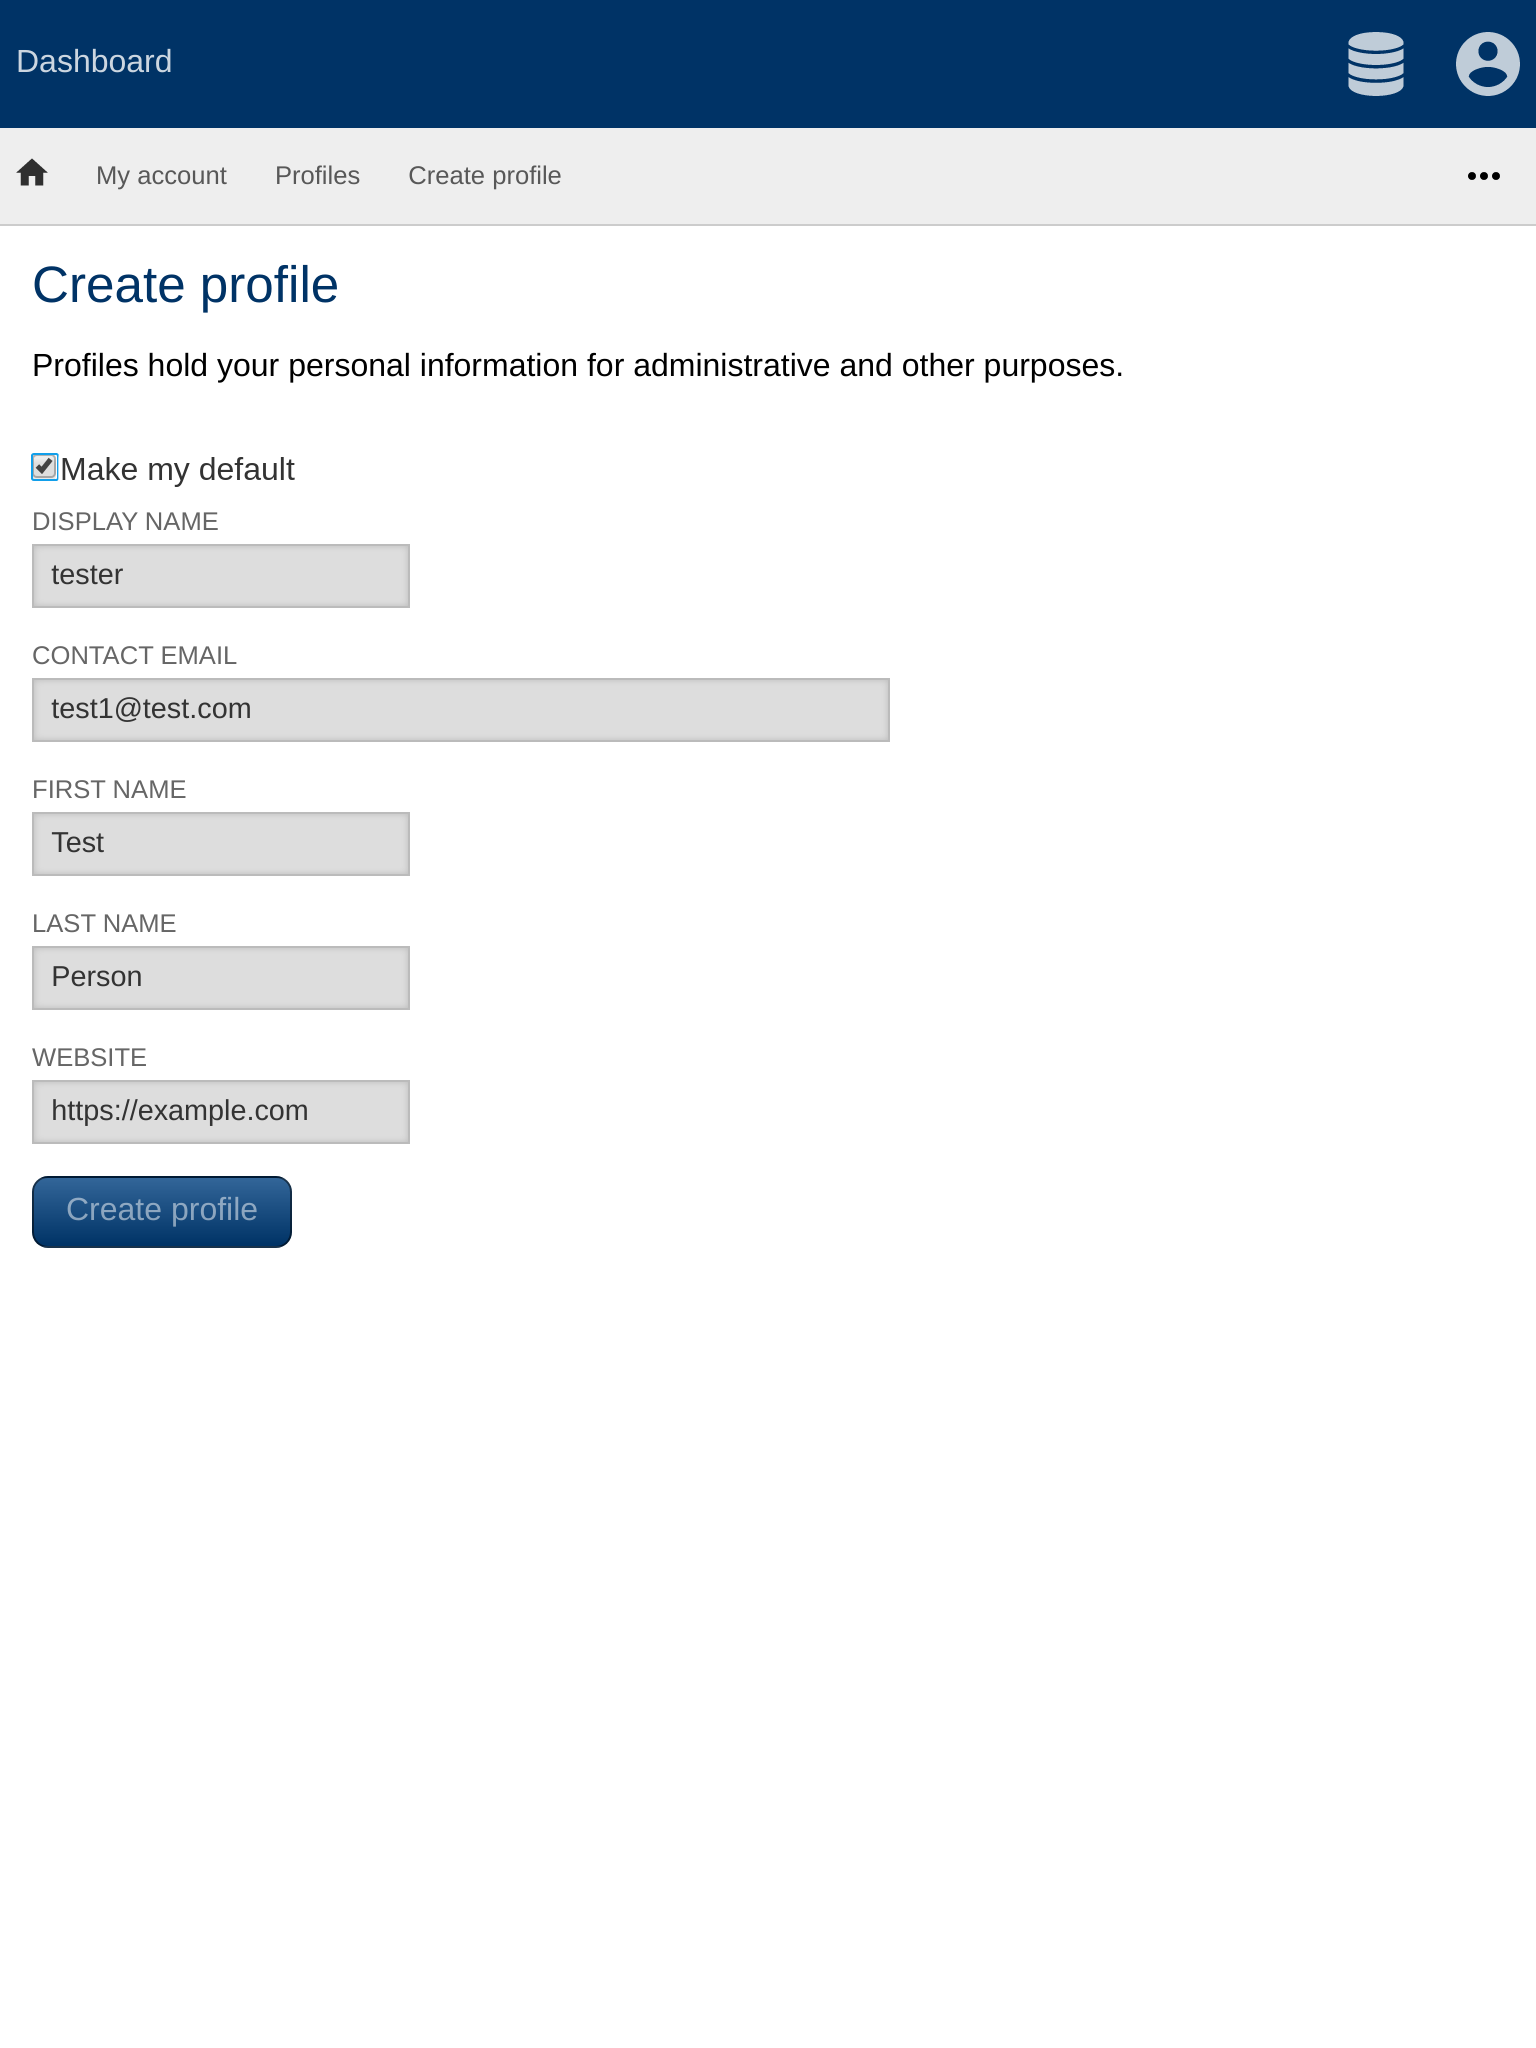 Dashboard
My account Profiles Create profile
Create profile
Profiles hold your personal information for administrative and other purposes.
Make my default
DISPLAY NAME
tester
CONTACT EMAIL
test1@test.com
FIRST NAME
Test
LAST NAME
Person
WEBSITE
https://example.com
Create profile